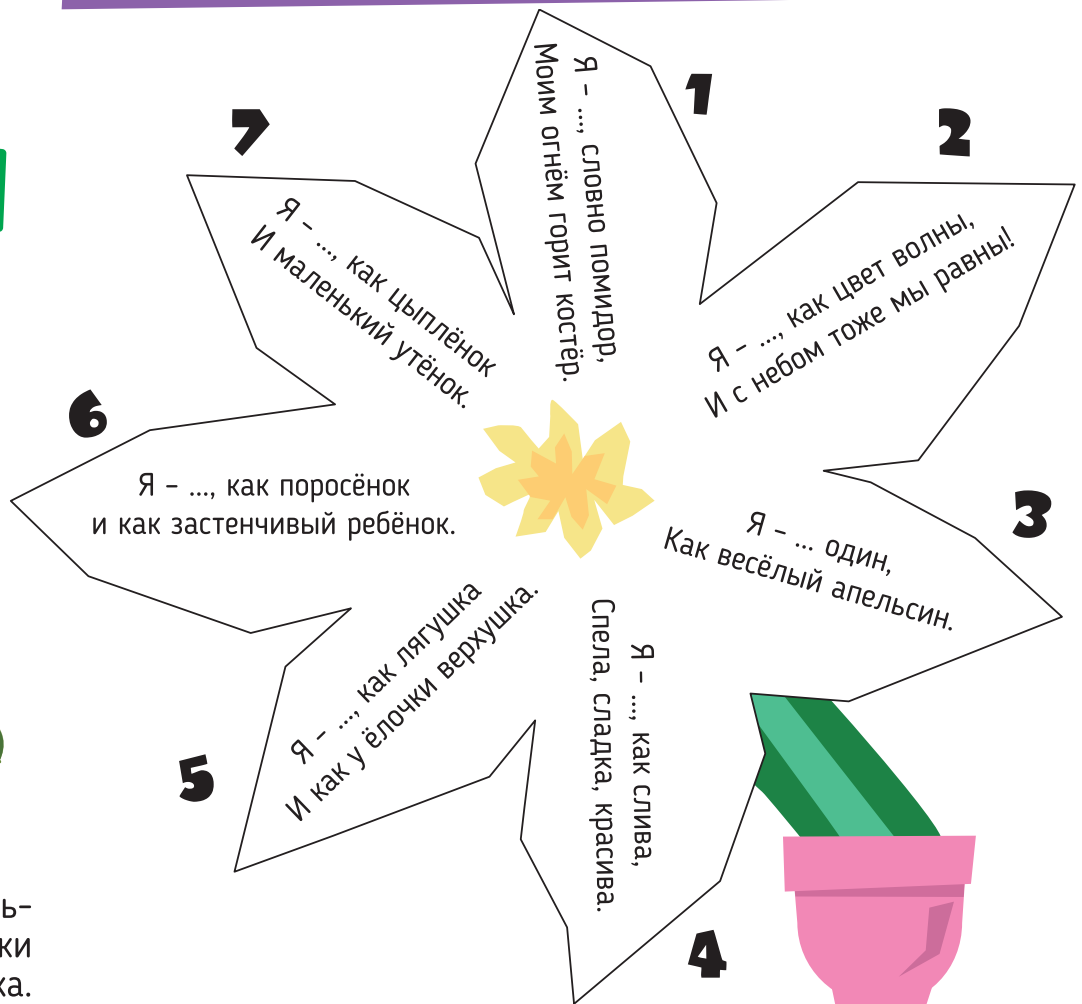 1
Я – ..., словно помидор,
Моим огнём горит костёр.
2
Я – ..., как цвет волны,
И с небом тоже мы равны!
3
Я – ... один,
Как весёлый апельсин.
4
Я – ..., как слива,
Спела, сладка, красива.
5
Я – ..., как лягушка
И как у ёлочки верхушка.
6
Я – ..., как поросёнок
и как застенчивый ребёнок.
7
Я – ..., как цыплёнок
И маленький утёнок.
ь-
ки
ка.